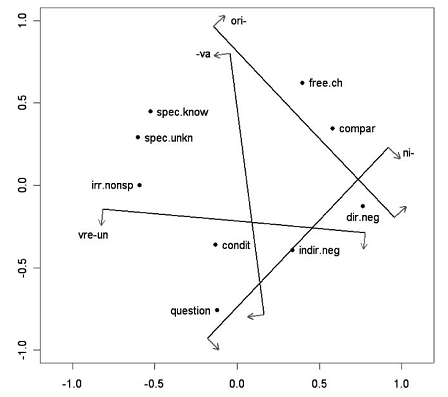 1.0
ori-
-va
free.ch
0.5
spec.know
compar
spec.unkn
ni-
0.0
irr.nonsp
dir.neg
vre-un
condit
indir.neg
-0.5
question
-1.0
-1.0 -0.5 0.0 0.5 1.0